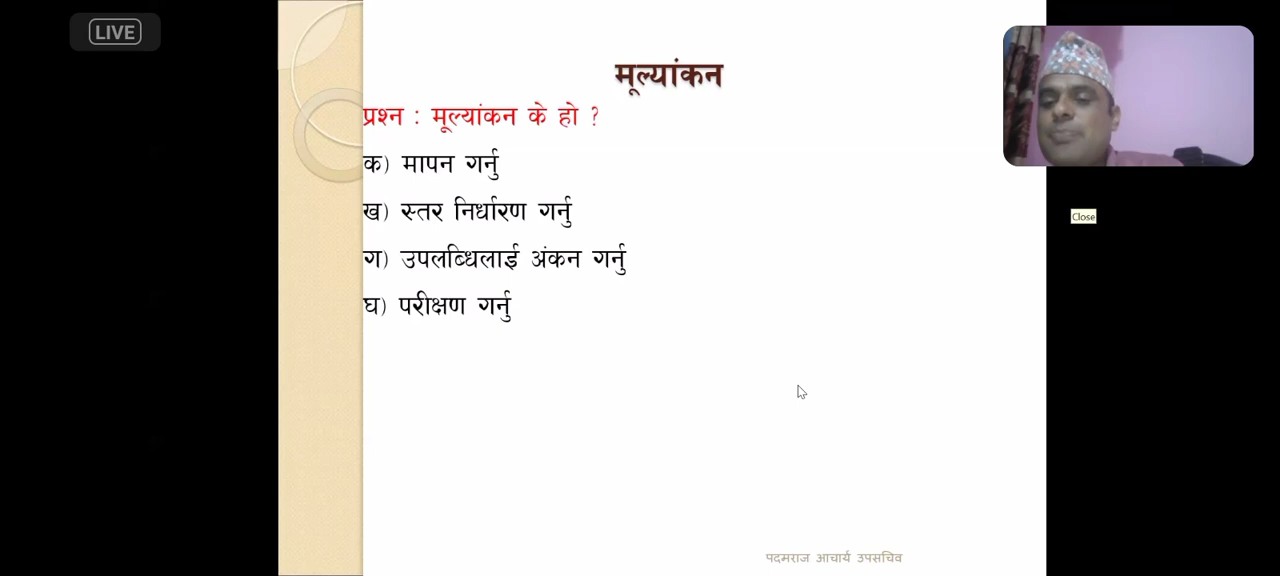 LIVE
मूल्यांकन
प्रश्न : मूल्यांकन के हो ?
क) मापन गर्नु
ख) स्तर निर्धारण गर्नु
ग) उपलब्धिलाई अंकन गर्नु
घ) परीक्षण गर्नु
Close
पदमराज आचार्य उपसचिव